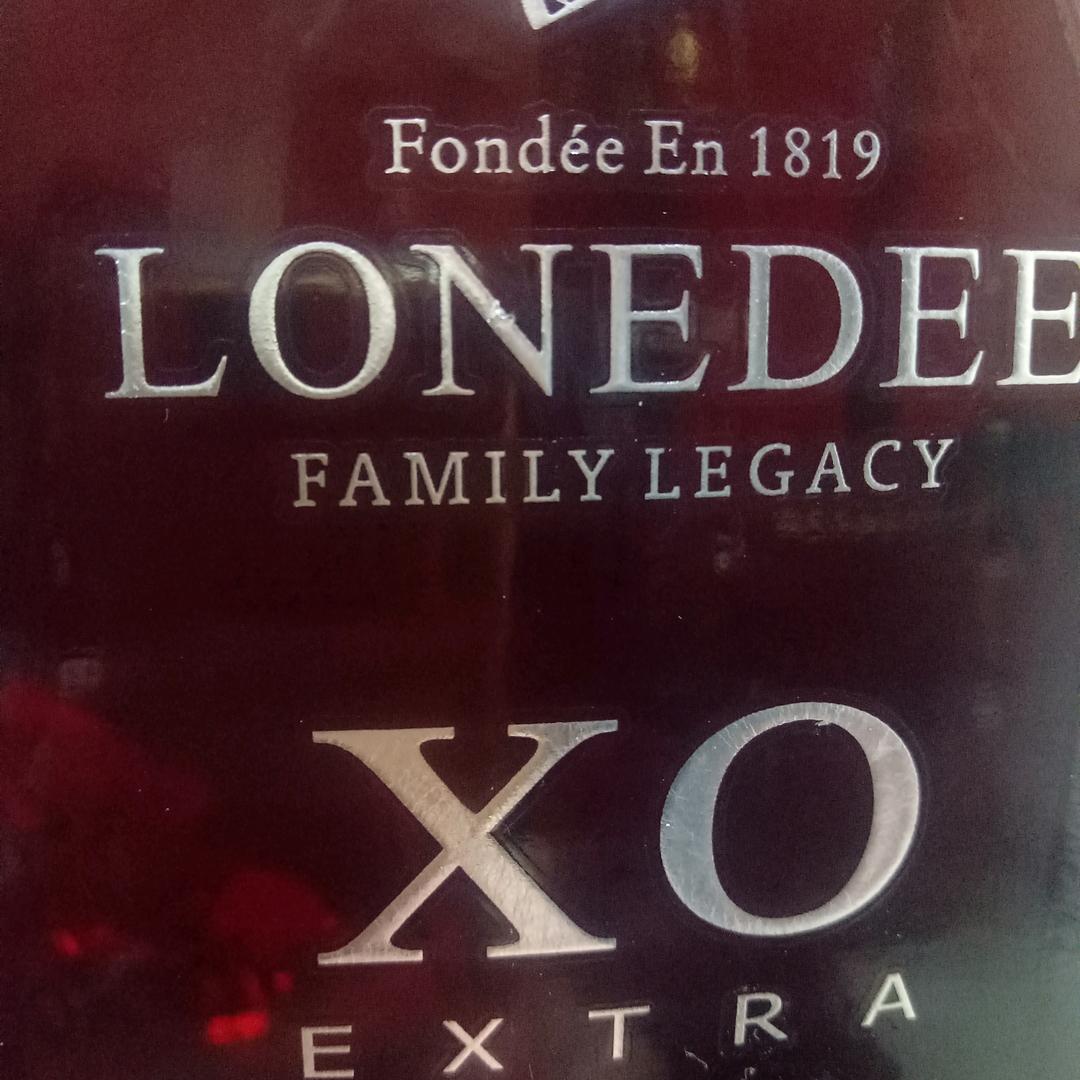 Fondée En 1819
LONEDEE
FAMILY LEGACY
XO
EXTRA